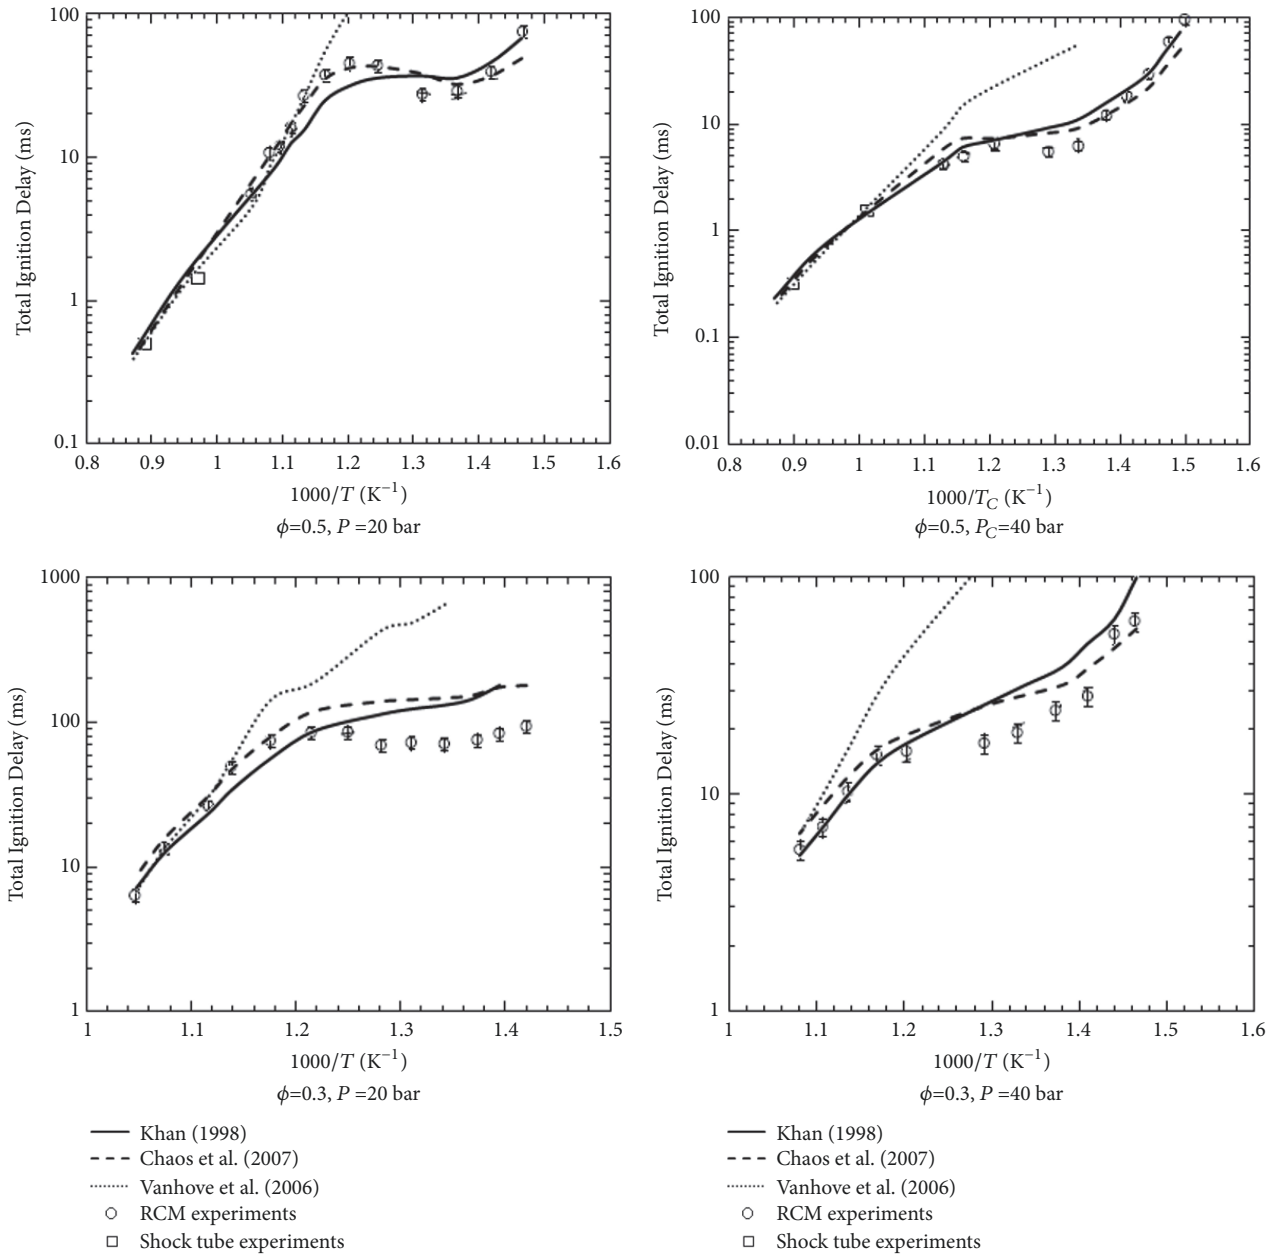 100
10
1
0.1
Total Ignition Delay (ms)
0.8 0.9 1 1.1 1.2 1.3 1.4 1.5 1.6
1000/T (K⁻¹)
ϕ=0.5, P =20 bar
100
10
1
0.1
0.01
Total Ignition Delay (ms)
0.8 0.9 1 1.1 1.2 1.3 1.4 1.5 1.6
1000/T_C (K⁻¹)
ϕ=0.5, P_C=40 bar
1000
100
10
1
Total Ignition Delay (ms)
1 1.1 1.2 1.3 1.4 1.5
1000/T (K⁻¹)
ϕ=0.3, P =20 bar
100
10
1
Total Ignition Delay (ms)
1 1.1 1.2 1.3 1.4 1.5 1.6
1000/T (K⁻¹)
ϕ=0.3, P =40 bar
Khan (1998)
Chaos et al. (2007)
Vanhove et al. (2006)
RCM experiments
Shock tube experiments
Khan (1998)
Chaos et al. (2007)
Vanhove et al. (2006)
RCM experiments
Shock tube experiments